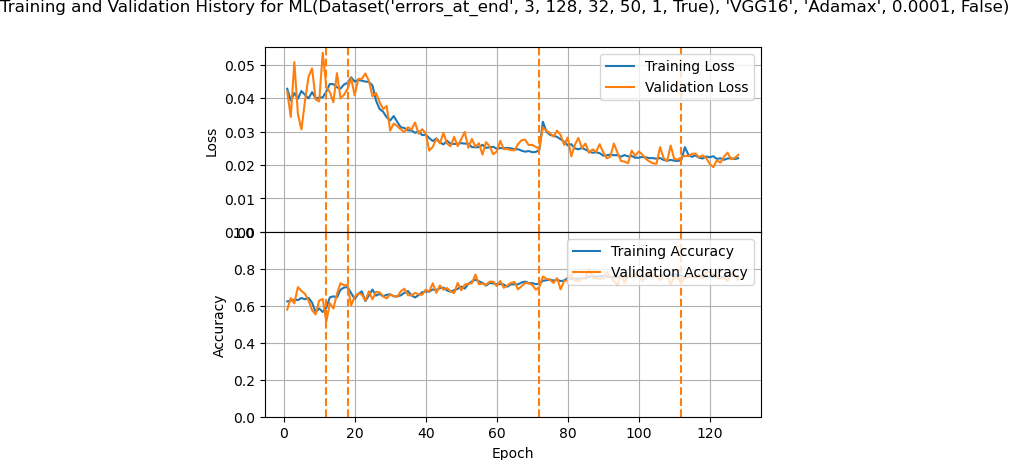 Training and Validation History for ML(Dataset('errors_at_end', 3, 128, 32, 50, 1, True), 'VGG16', 'Adamax', 0.0001, False)
0.05
0.04
0.03
0.02
0.01
0.00
Loss
Training Loss
Validation Loss
1.0
0.8
0.6
0.4
0.2
0.0
Accuracy
Training Accuracy
Validation Accuracy
0 20 40 60 80 100 120
Epoch